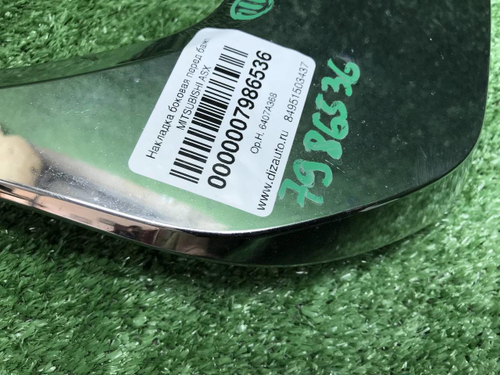 Накладка боковая перед бам
MITSUBISHI ASX
0000007986536
Ор.Н. 6407A368
www.dizauto.ru 84951503437
7986536